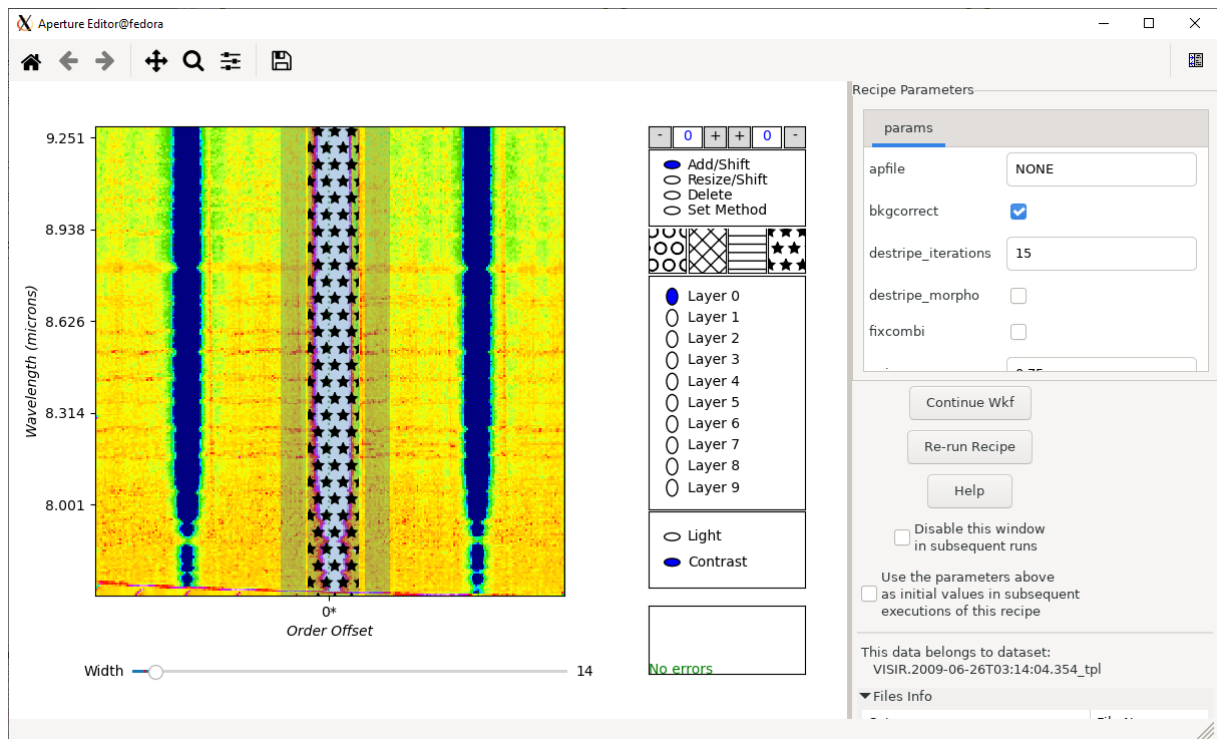 Aperture Editor@fedora
9.251
8.938
8.626
8.314
8.001
Wavelength (microns)
0*
Order Offset
Width 14
- 0 + + 0 -
Add/Shift
Resize/Shift
Delete
Set Method
Layer 0
Layer 1
Layer 2
Layer 3
Layer 4
Layer 5
Layer 6
Layer 7
Layer 8
Layer 9
Light
Contrast
No errors
Recipe Parameters
params
apfile NONE
bkgcorrect
destripe_iterations 15
destripe_morpho
fixcombi
Continue Wkf
Re-run Recipe
Help
Disable this window
in subsequent runs
Use the parameters above
as initial values in subsequent
executions of this recipe
This data belongs to dataset:
VISIR.2009-06-26T03:14:04.354_tpl
Files Info